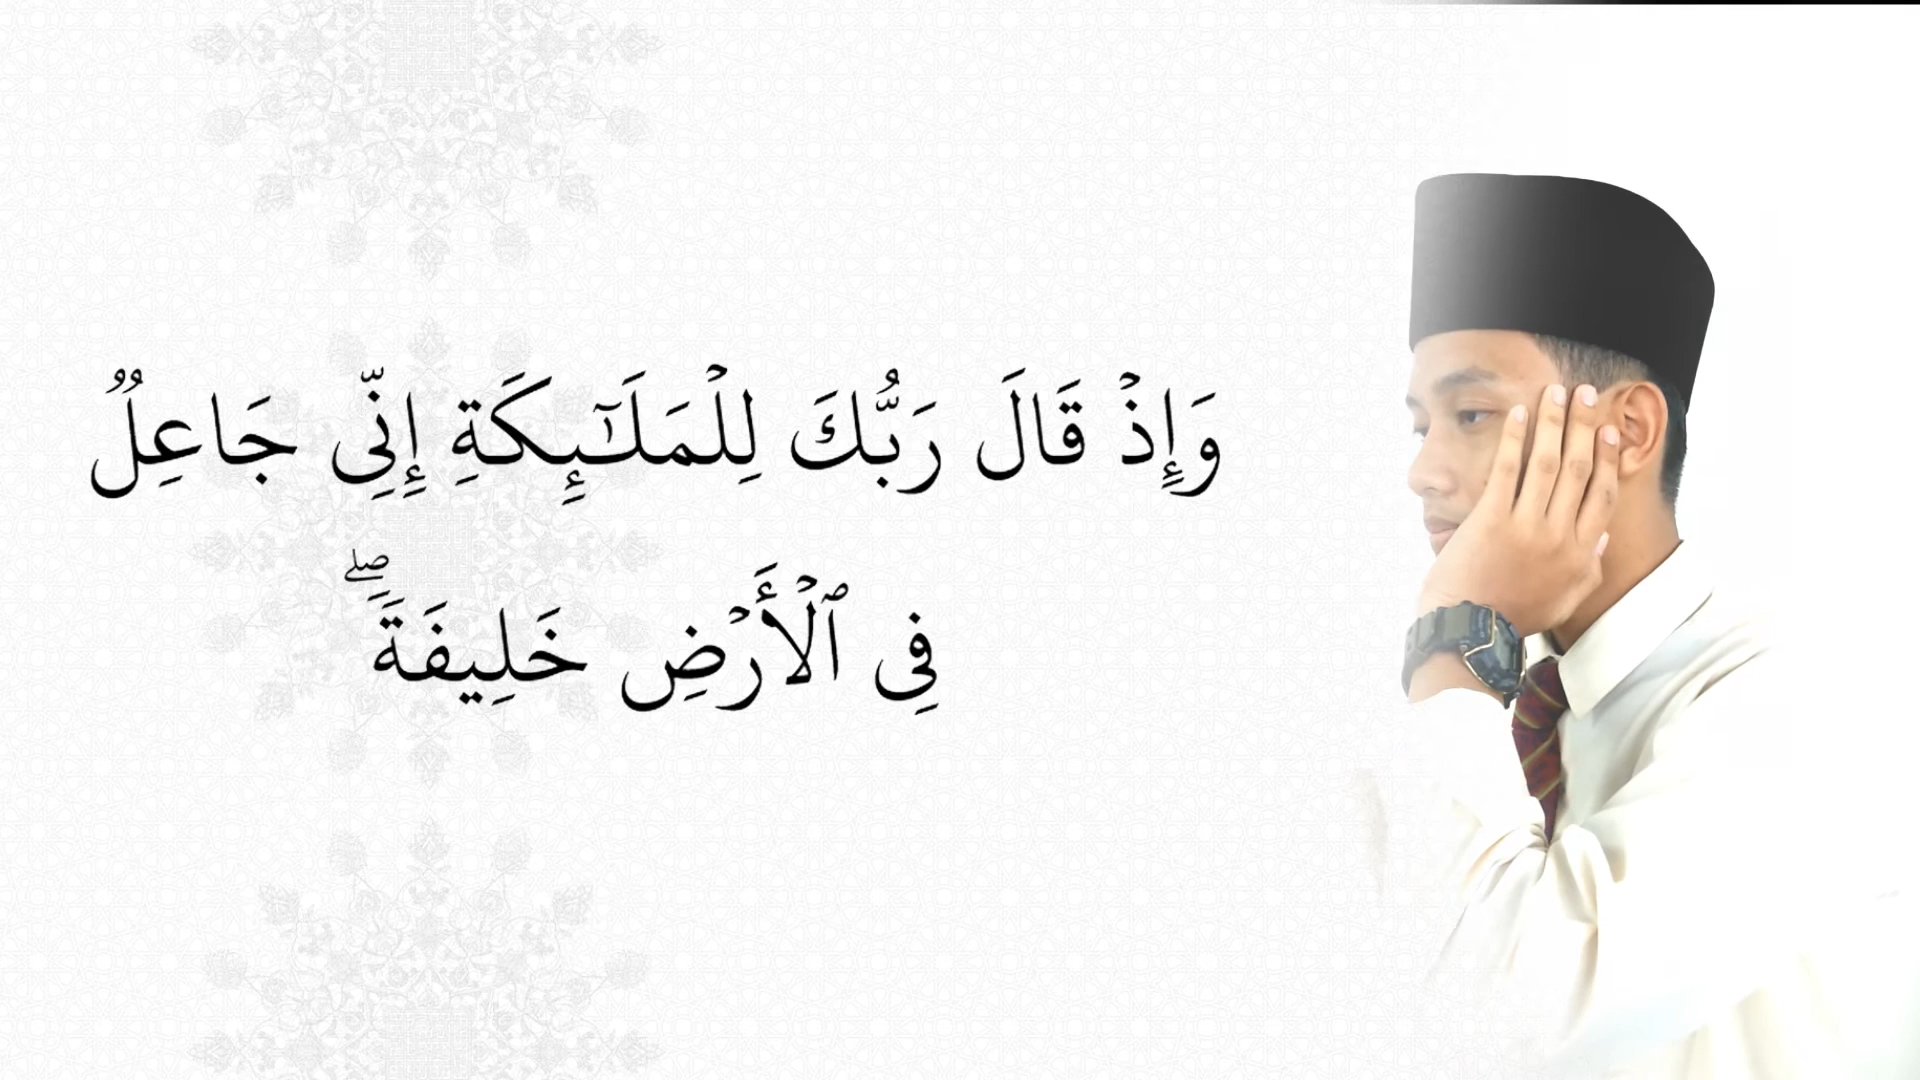 وَإِذْ قَالَ رَبُّكَ لِلْمَلَـٰٓئِكَةِ إِنِّى جَاعِلٌ
فِى ٱلْأَرْضِ خَلِيفَةً ۖ